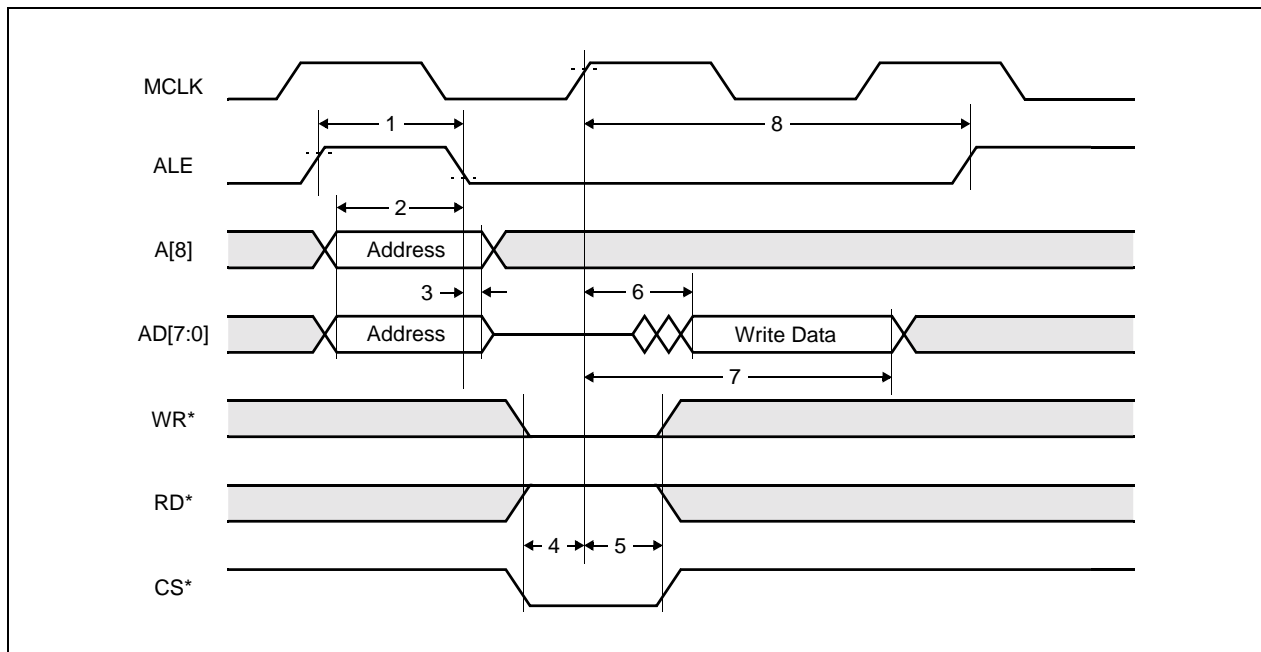 MCLK
1
8
ALE
2
A[8]
Address
3
6
AD[7:0]
Address
Write Data
7
WR*
RD*
4
5
CS*